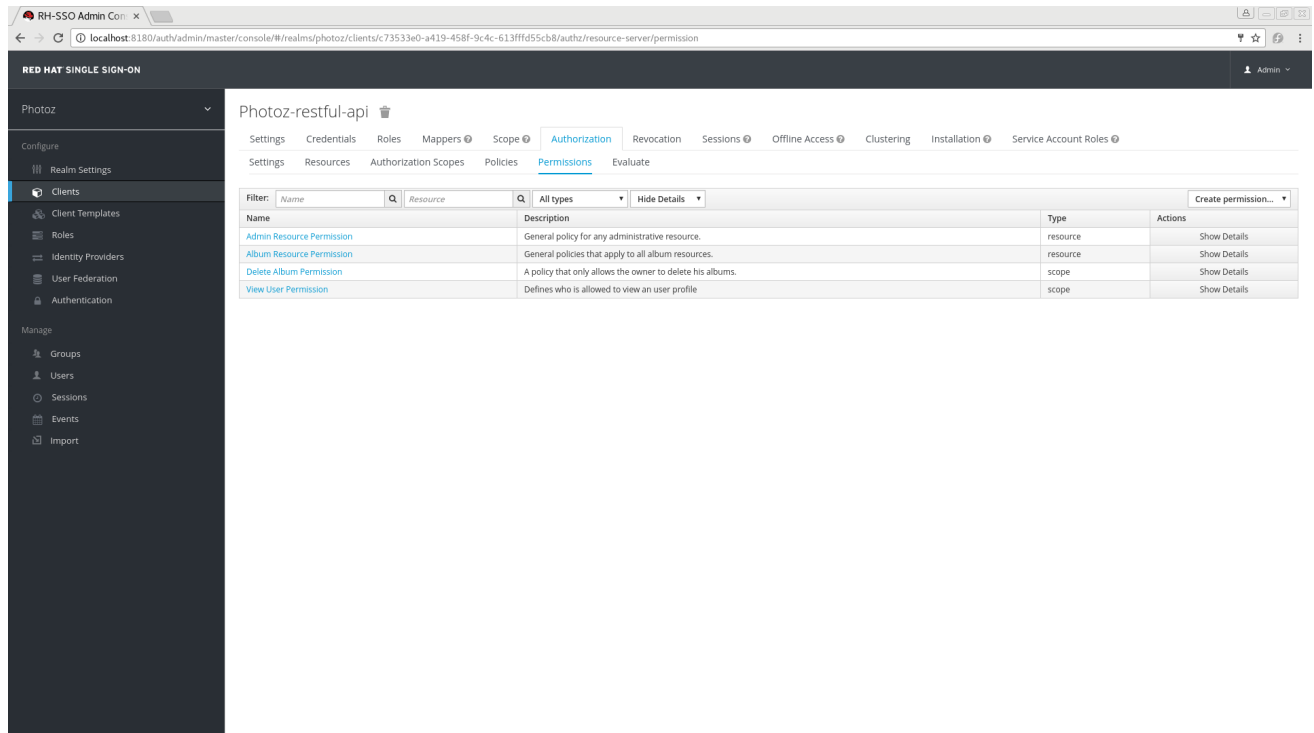 RH-SSO Admin Con
localhost:8180/auth/admin/master/console/#/realms/photoz/clients/c73533e0-a419-458f-9c4c-613fffd55cb8/authz/resource-server/permission
RED HAT SINGLE SIGN-ON
Admin
Photoz
Configure
Realm Settings
Clients
Client Templates
Roles
Identity Providers
User Federation
Authentication
Manage
Groups
Users
Sessions
Events
Import
Photoz-restful-api
Settings Credentials Roles Mappers Scope Authorization Revocation Sessions Offline Access Clustering Installation Service Account Roles
Settings Resources Authorization Scopes Policies Permissions Evaluate
Filter: Name Resource All types Hide Details Create permission...
Name Description Type Actions
Admin Resource Permission General policy for any administrative resource. resource Show Details
Album Resource Permission General policies that apply to all album resources. resource Show Details
Delete Album Permission A policy that only allows the owner to delete his albums. scope Show Details
View User Permission Defines who is allowed to view an user profile scope Show Details